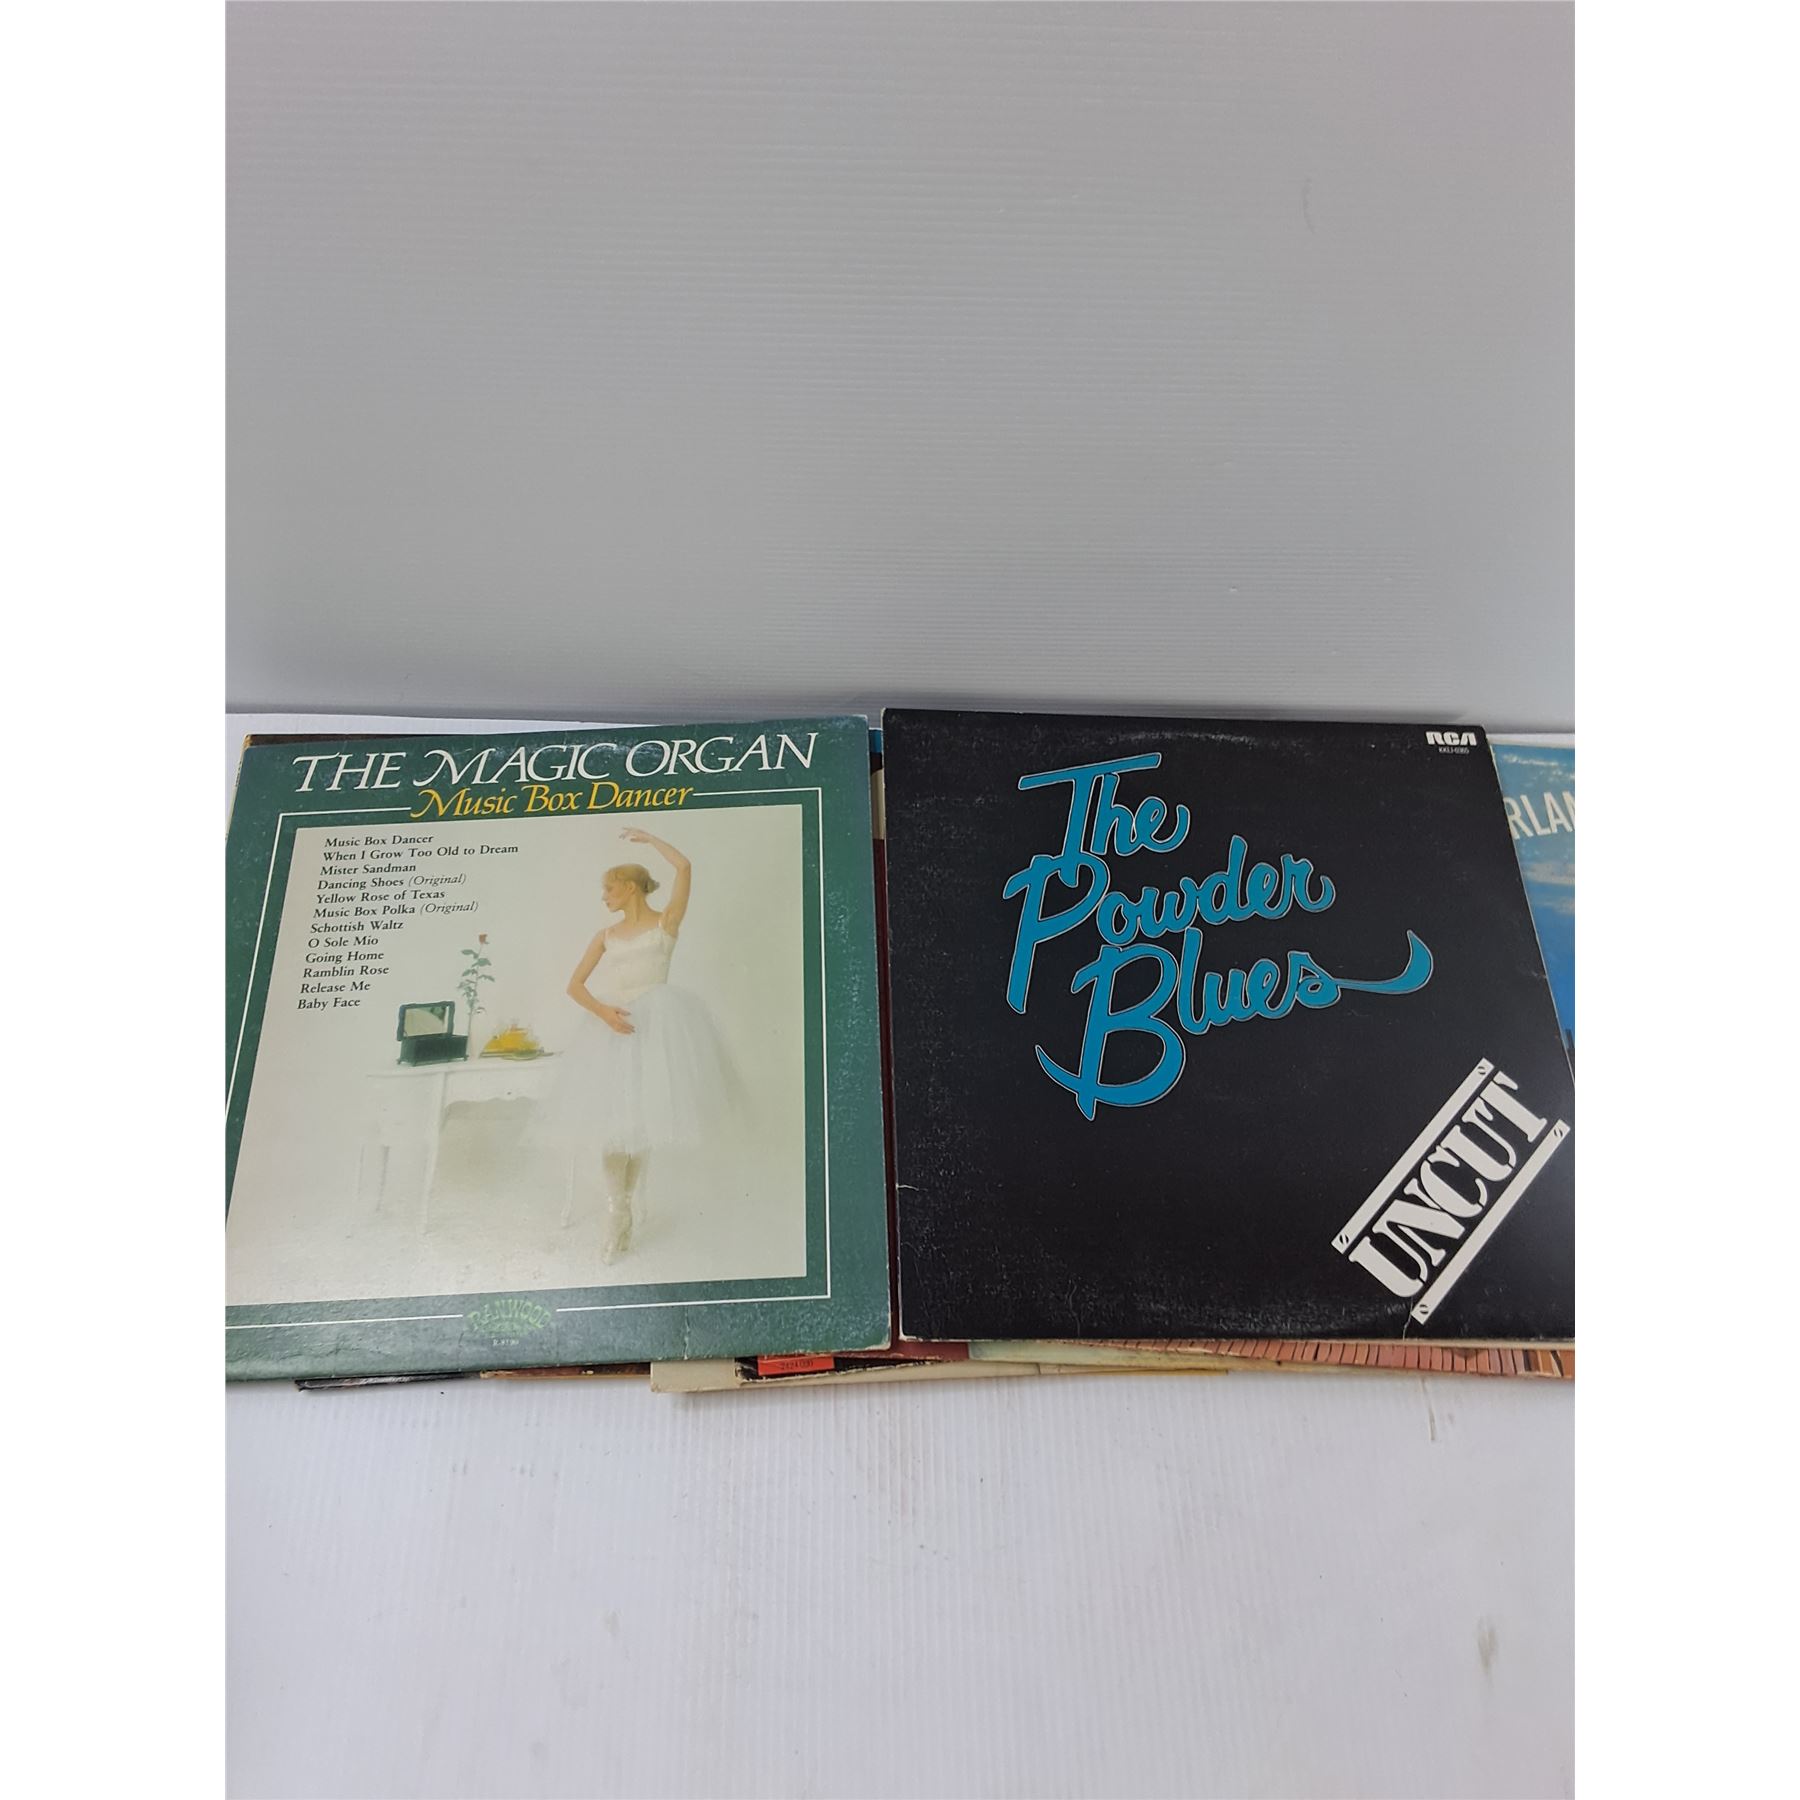 THE MAGIC ORGAN
Music Box Dancer
Music Box Dancer
When I Grow Too Old to Dream
Mister Sandman
Dancing Shoes (Original)
Yellow Rose of Texas
Music Box Polka (Original)
Schottish Waltz
O Sole Mio
Going Home
Ramblin Rose
Release Me
Baby Face
RANWOOD
RCA
The
Powder
Blues
UNCUT
RLAN